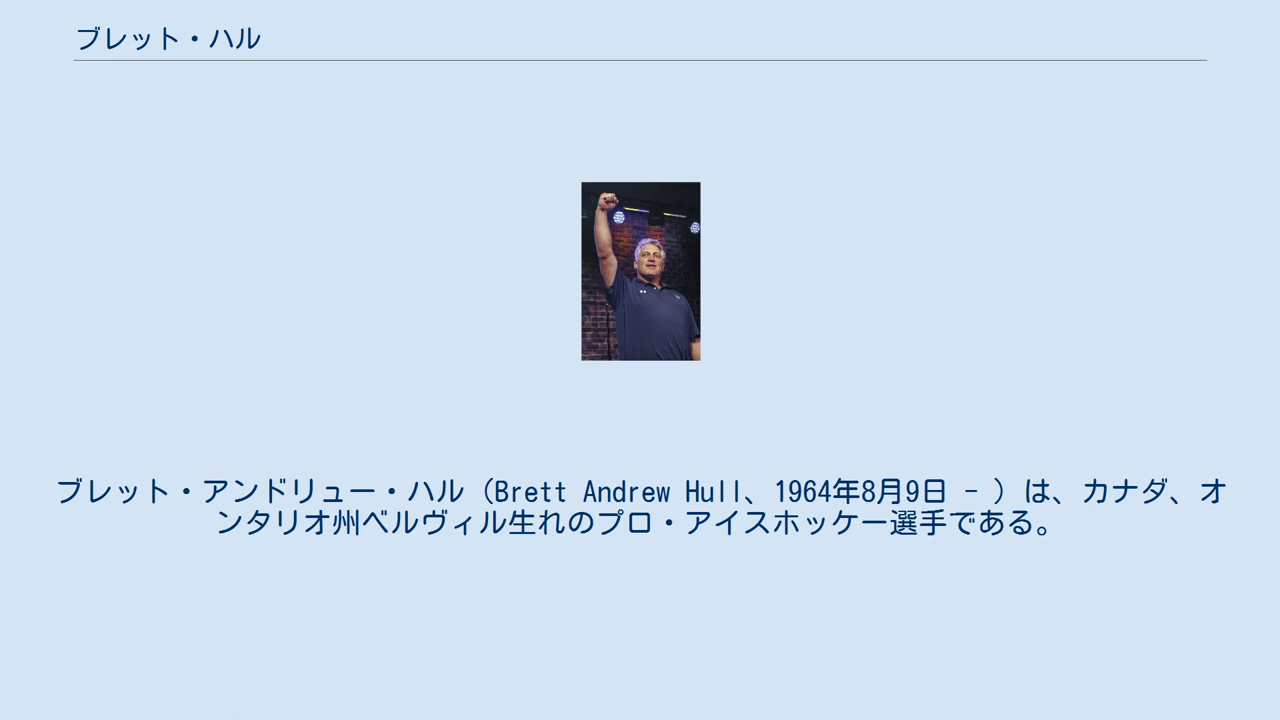 ブレット・ハル
ブレット・アンドリュー・ハル（Brett Andrew Hull、1964年8月9日 - ）は、カナダ、オ
ンタリオ州ベルヴィル生れのプロ・アイスホッケー選手である。